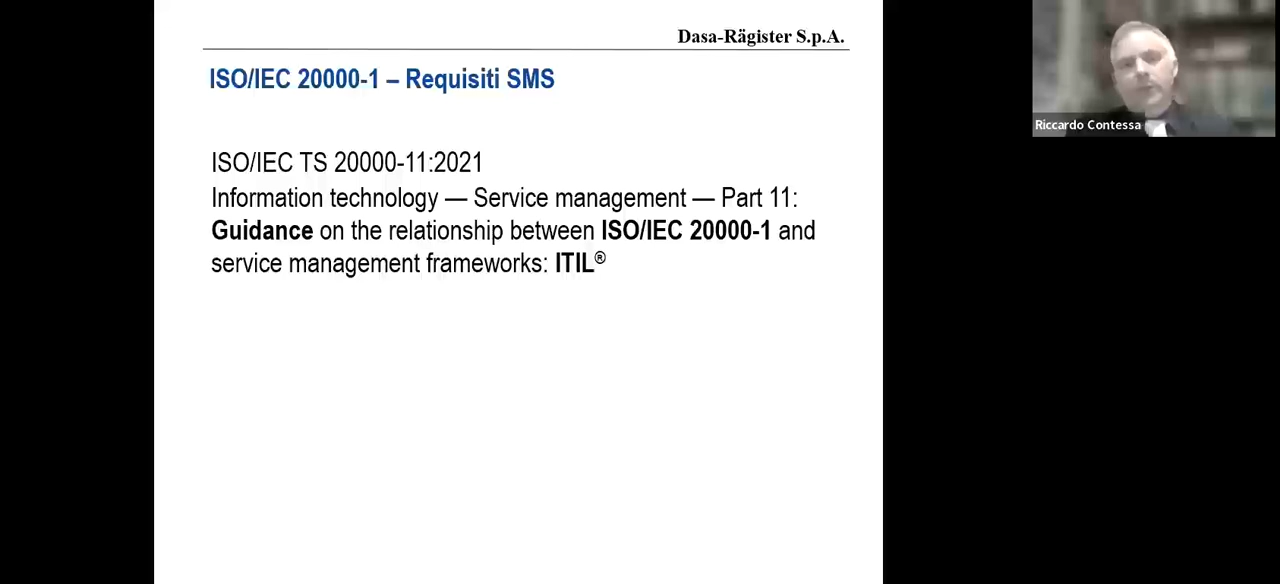 Dasa-Rägister S.p.A.
ISO/IEC 20000-1 – Requisiti SMS
ISO/IEC TS 20000-11:2021
Information technology — Service management — Part 11:
Guidance on the relationship between ISO/IEC 20000-1 and
service management frameworks: ITIL®
Riccardo Contessa